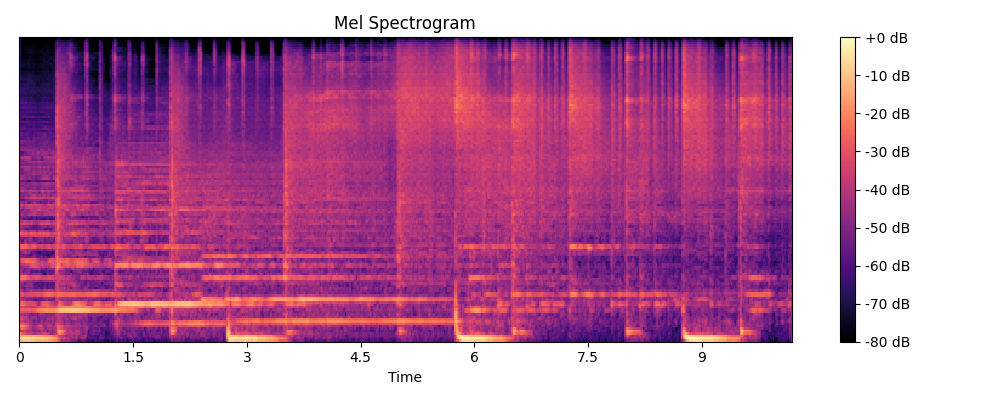 Mel Spectrogram
+0 dB
-10 dB
-20 dB
-30 dB
-40 dB
-50 dB
-60 dB
-70 dB
-80 dB
0 1.5 3 4.5 6 7.5 9
Time